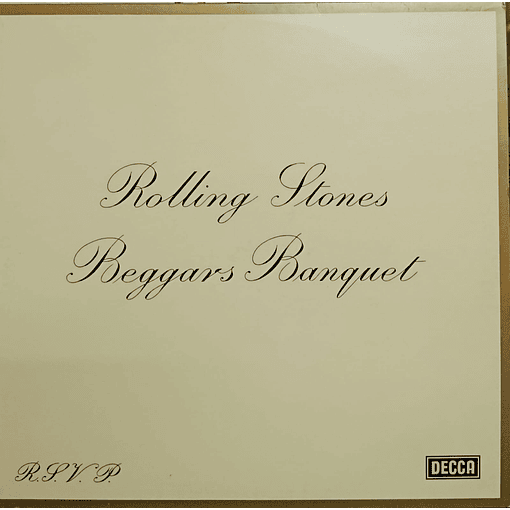 Rolling Stones
Beggars Banquet
R.S.V.P.
DECCA